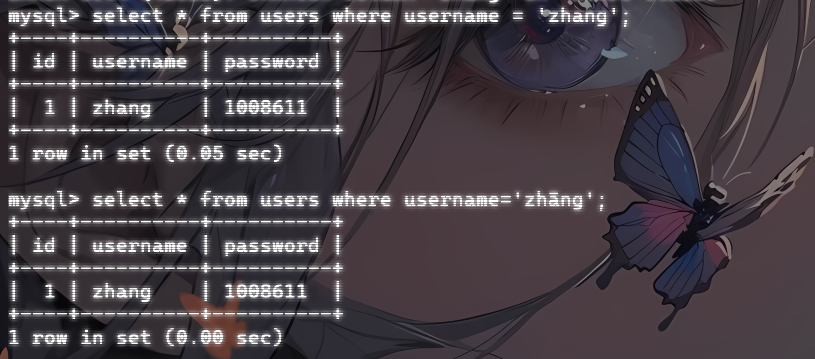 mysql> select * from users where username = 'zhang';
+----+----------+----------+
| id | username | password |
+----+----------+----------+
|  1 | zhang    | 1008611  |
+----+----------+----------+
1 row in set (0.05 sec)
mysql> select * from users where username='zhāng';
+----+----------+----------+
| id | username | password |
+----+----------+----------+
|  1 | zhang    | 1008611  |
+----+----------+----------+
1 row in set (0.00 sec)